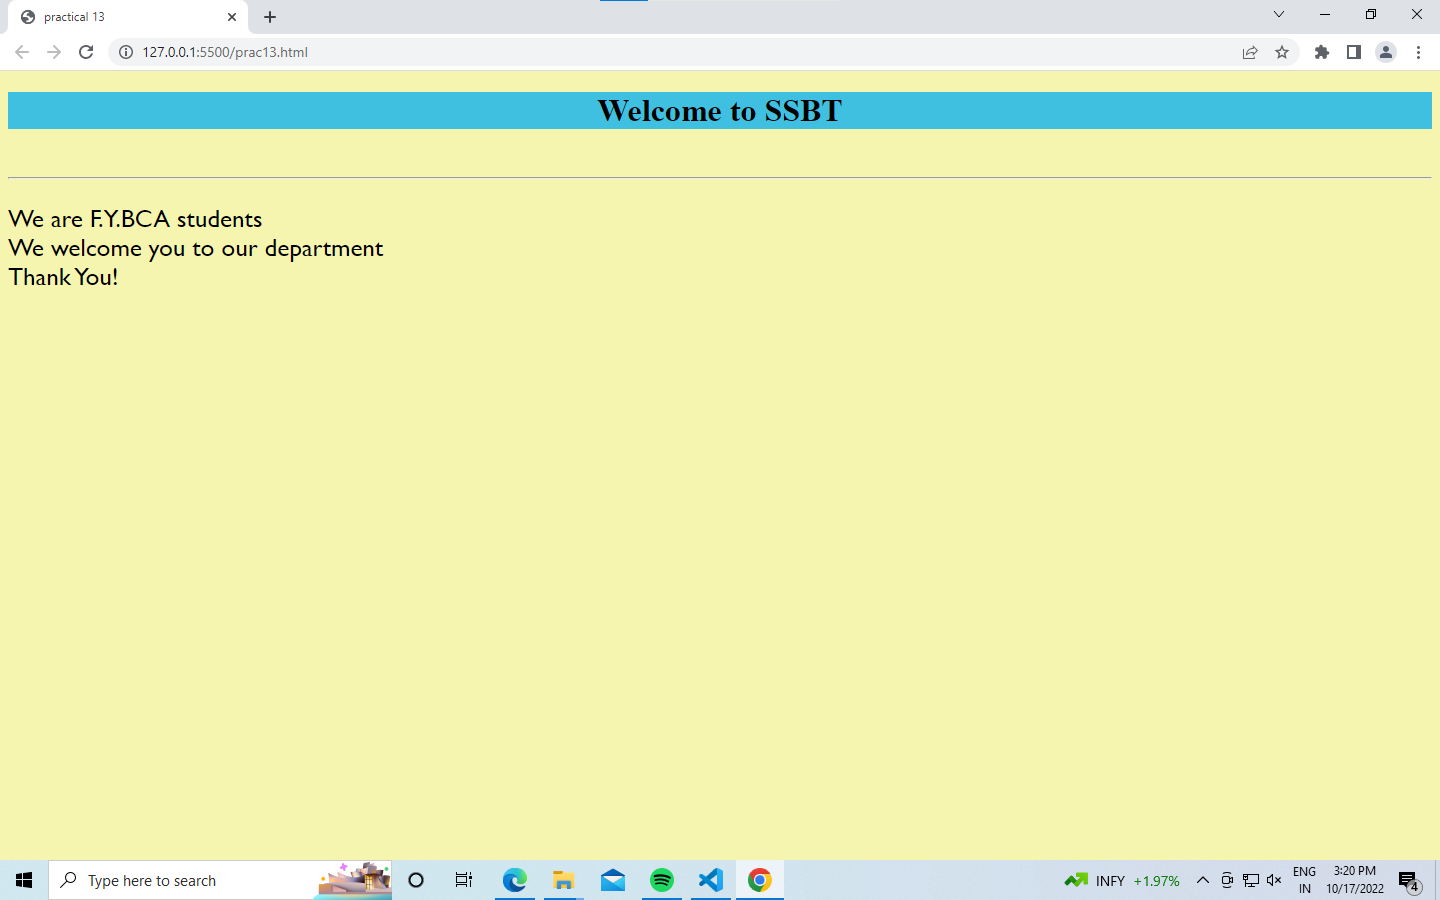 practical 13
127.0.0.1:5500/prac13.html
Welcome to SSBT
We are F.Y.BCA students
We welcome you to our department
Thank You!
Type here to search
INFY +1.97%
ENG
IN
3:20 PM
10/17/2022
4